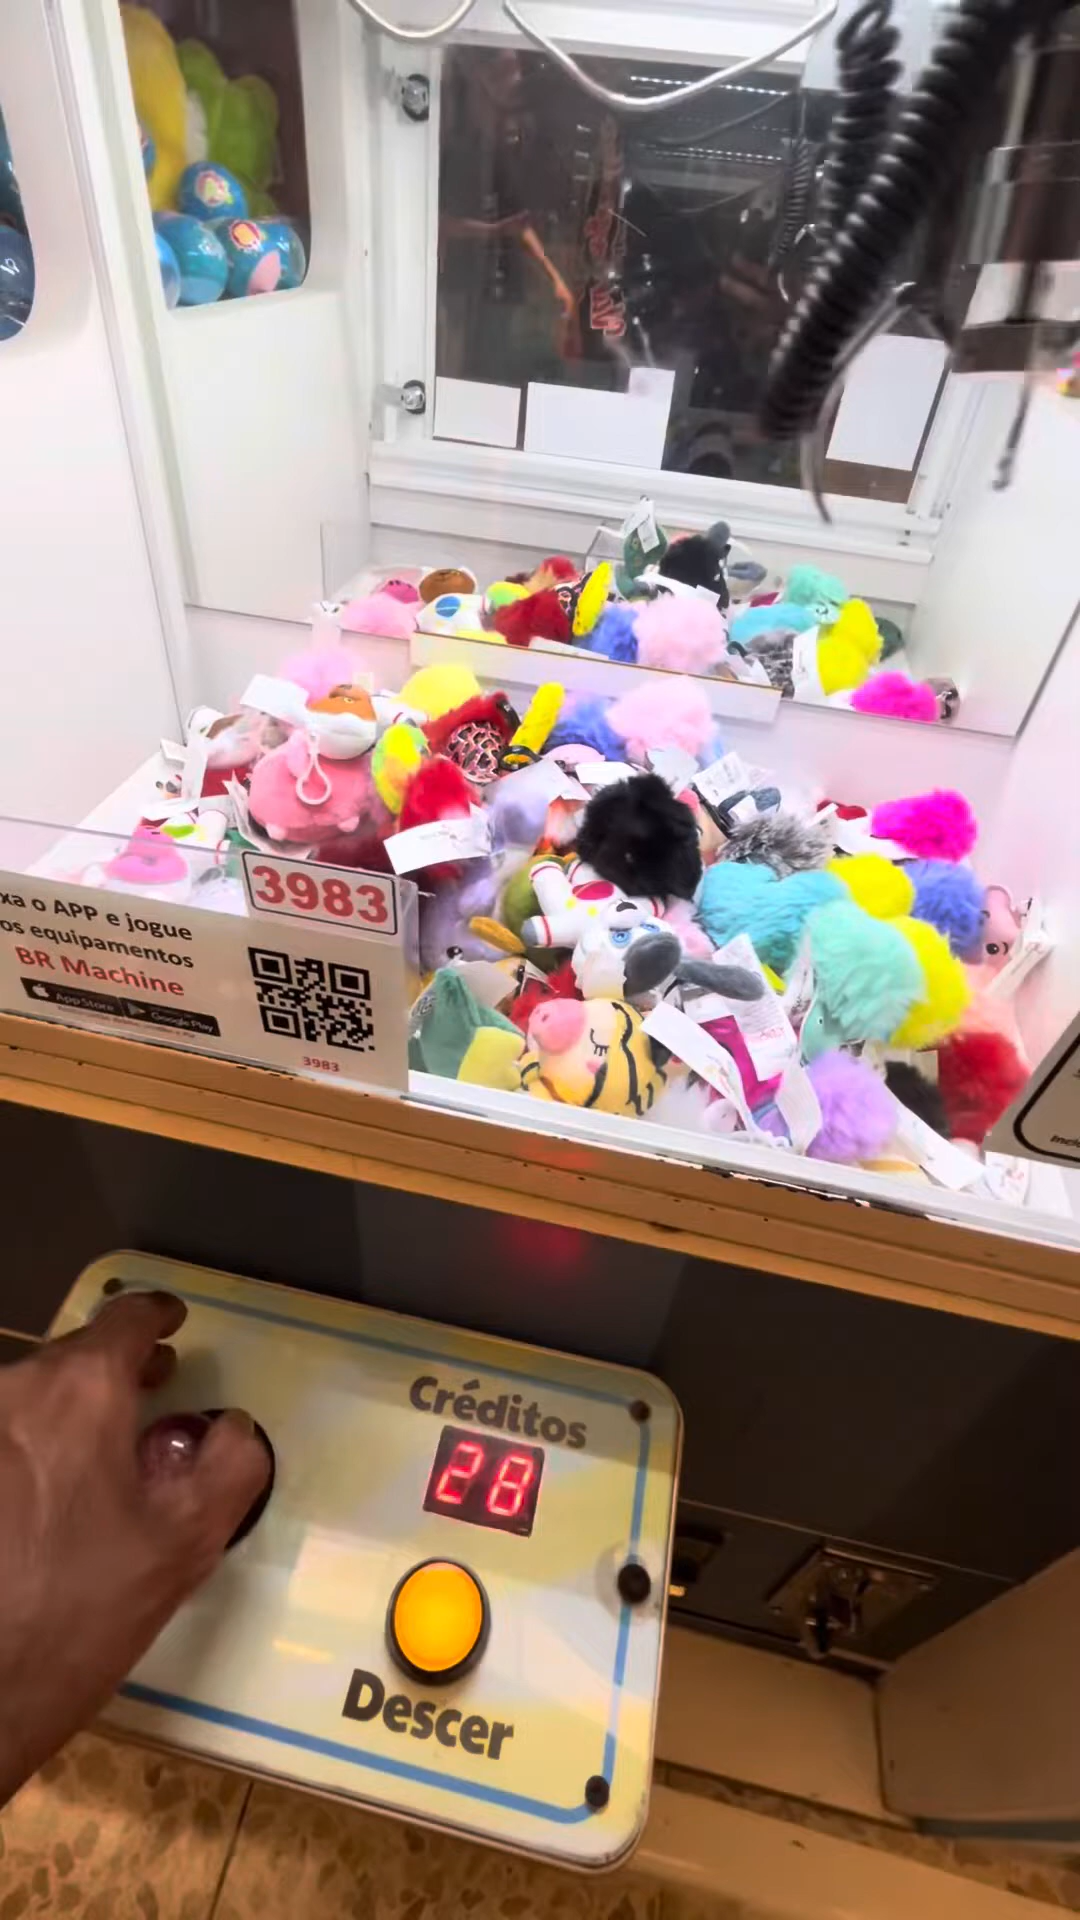 3983
xa o APP e jogue
os equipamentos
BR Machine
App Store
Google Play
3983
Créditos
28
Descer